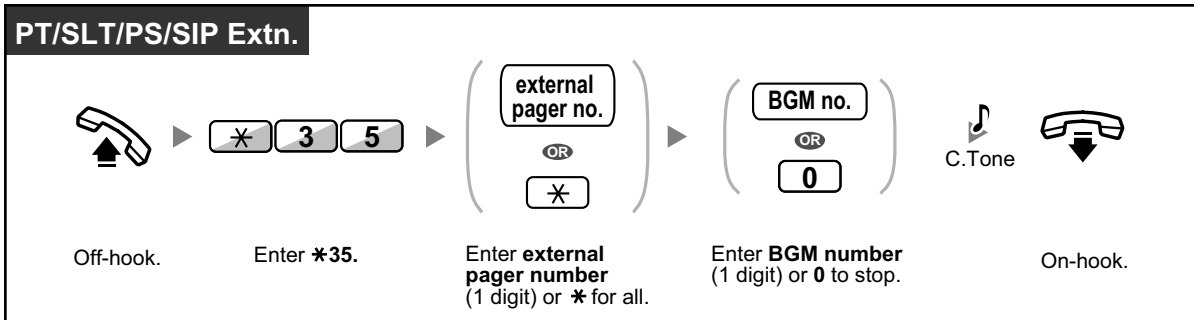 PT/SLT/PS/SIP Extn.
external
pager no.
OR
*
* 3 5
BGM no.
OR
0
C.Tone
Off-hook.
Enter *35.
Enter external
pager number
(1 digit) or * for all.
Enter BGM number
(1 digit) or 0 to stop.
On-hook.